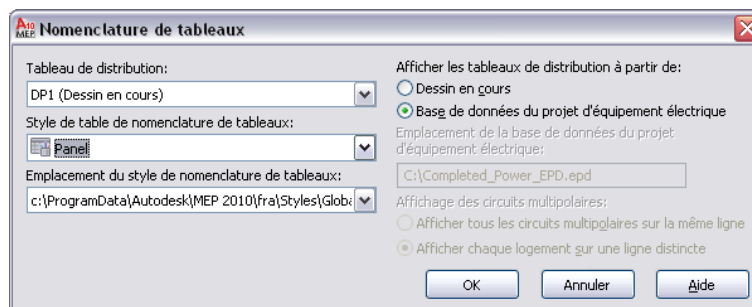 A10 MEP Nomenclature de tableaux
Tableau de distribution:
DP1 (Dessin en cours)
Style de table de nomenclature de tableaux:
Panel
Emplacement du style de nomenclature de tableaux:
c:\ProgramData\Autodesk\MEP 2010\fra\Styles\Globa
Afficher les tableaux de distribution à partir de:
Dessin en cours
Base de données du projet d'équipement électrique
Emplacement de la base de données du projet
d'équipement électrique:
C:\Completed_Power_EPD.epd
Affichage des circuits multipolaires:
Afficher tous les circuits multipolaires sur la même ligne
Afficher chaque logement sur une ligne distincte
OK
Annuler
Aide